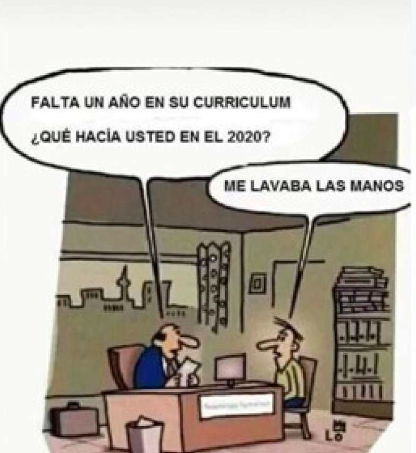 FALTA UN AÑO EN SU CURRICULUM
¿QUÉ HACÍA USTED EN EL 2020?
ME LAVABA LAS MANOS
LO